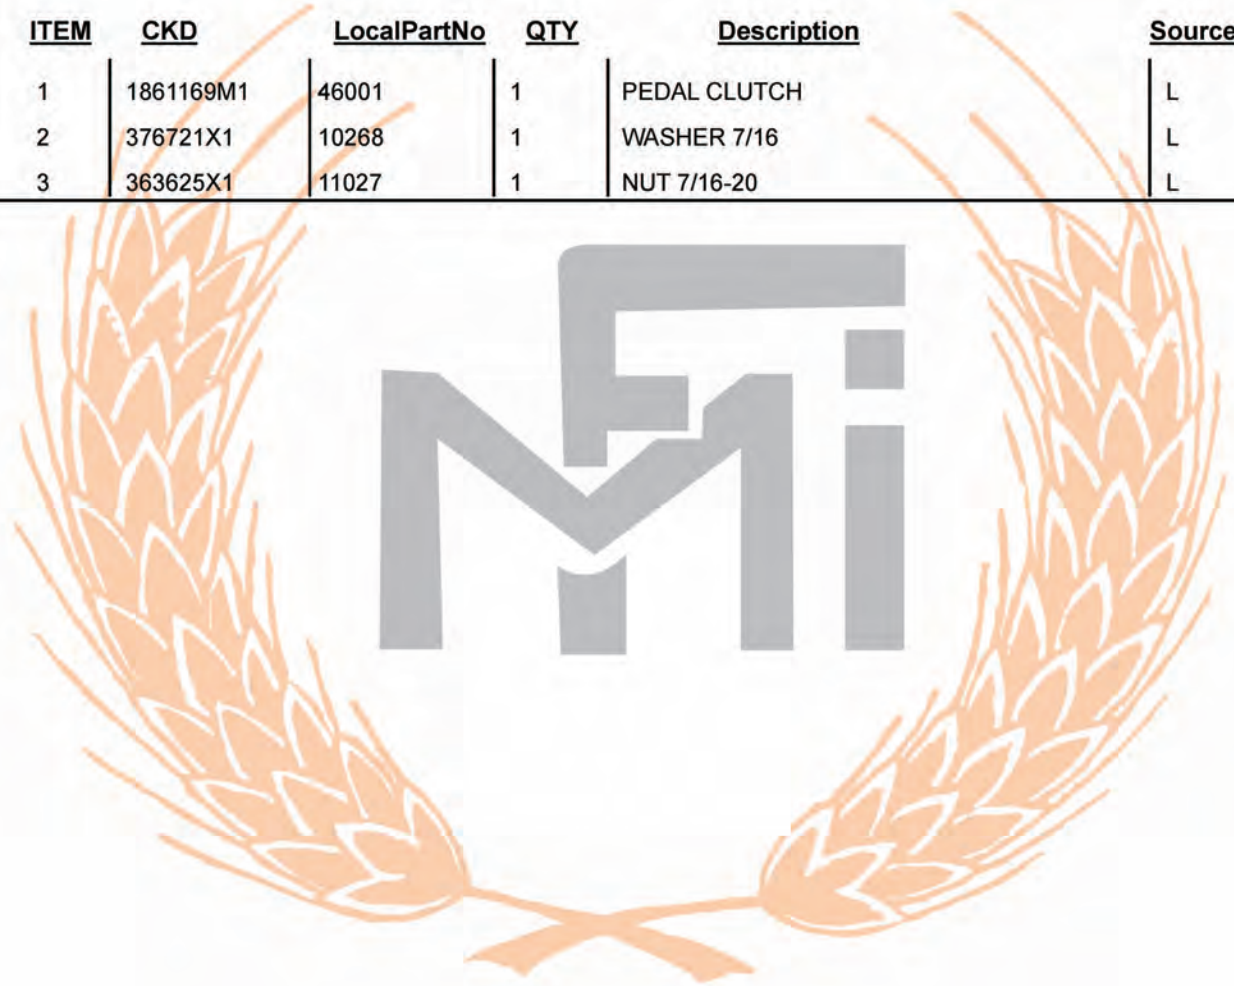 ITEM CKD LocalPartNo QTY Description Source
1 1861169M1 46001 1 PEDAL CLUTCH L
2 376721X1 10268 1 WASHER 7/16 L
3 363625X1 11027 1 NUT 7/16-20 L
MFi